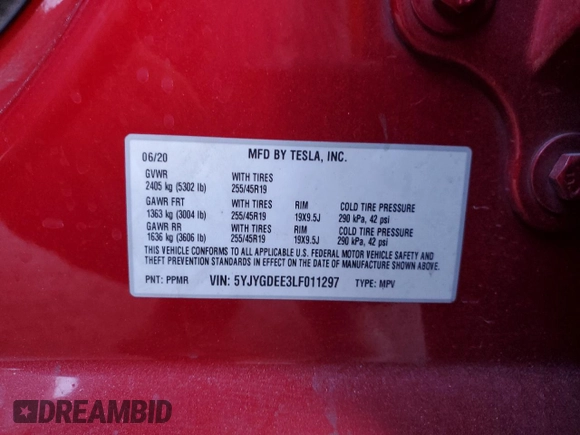 06/20 MFD BY TESLA, INC.
GVWR WITH TIRES
2405 kg (5302 lb) 255/45R19
GAWR FRT WITH TIRES RIM COLD TIRE PRESSURE
1363 kg (3004 lb) 255/45R19 19X9.5J 290 kPa, 42 psi
GAWR RR WITH TIRES RIM COLD TIRE PRESSURE
1636 kg (3606 lb) 255/45R19 19X9.5J 290 kPa, 42 psi
THIS VEHICLE CONFORMS TO ALL APPLICABLE U.S. FEDERAL MOTOR VEHICLE SAFETY AND
THEFT PREVENTION STANDARDS IN EFFECT ON THE DATE OF MANUFACTURE SHOWN ABOVE.
PNT: PPMR VIN: 5YJYGDEE3LF011297 TYPE: MPV
DREAMBID